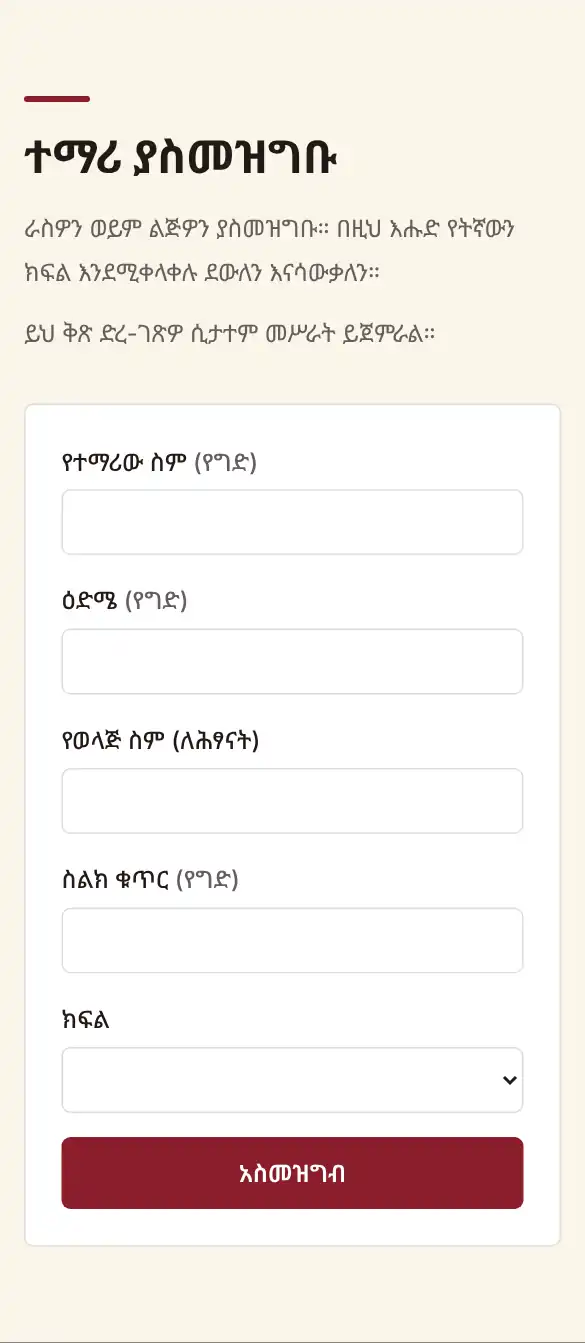 ተማሪ ያስመዝግቡ
ራስዎን ወይም ልጅዎን ያስመዝግቡ። በዚህ እሑድ የትኛውን
ክፍል እንደሚቀላቀሉ ደውለን እናሳውቃለን።
ይህ ቅጽ ድረ-ገጽዎ ሲታተም መሥራት ይጀምራል።
የተማሪው ስም (የግድ)
ዕድሜ (የግድ)
የወላጅ ስም (ለሕፃናት)
ስልክ ቁጥር (የግድ)
ክፍል
አስመዝግብ